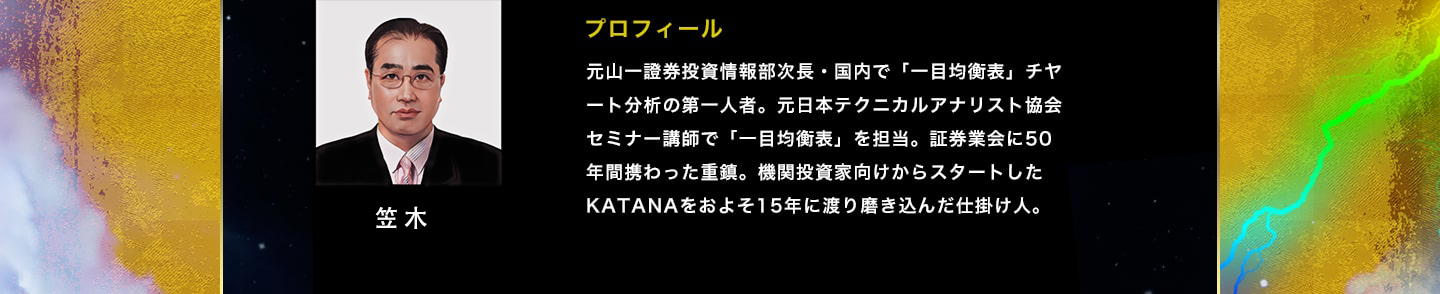 プロフィール
元山一證券投資情報部次長・国内で「一目均衡表」チヤ
ート分析の第一人者。元日本テクニカルアナリスト協会
セミナー講師で「一目均衡表」を担当。証券業会に50
年間携わった重鎮。機関投資家向けからスタートした
KATANAをおよそ15年に渡り磨き込んだ仕掛け人。
笠木